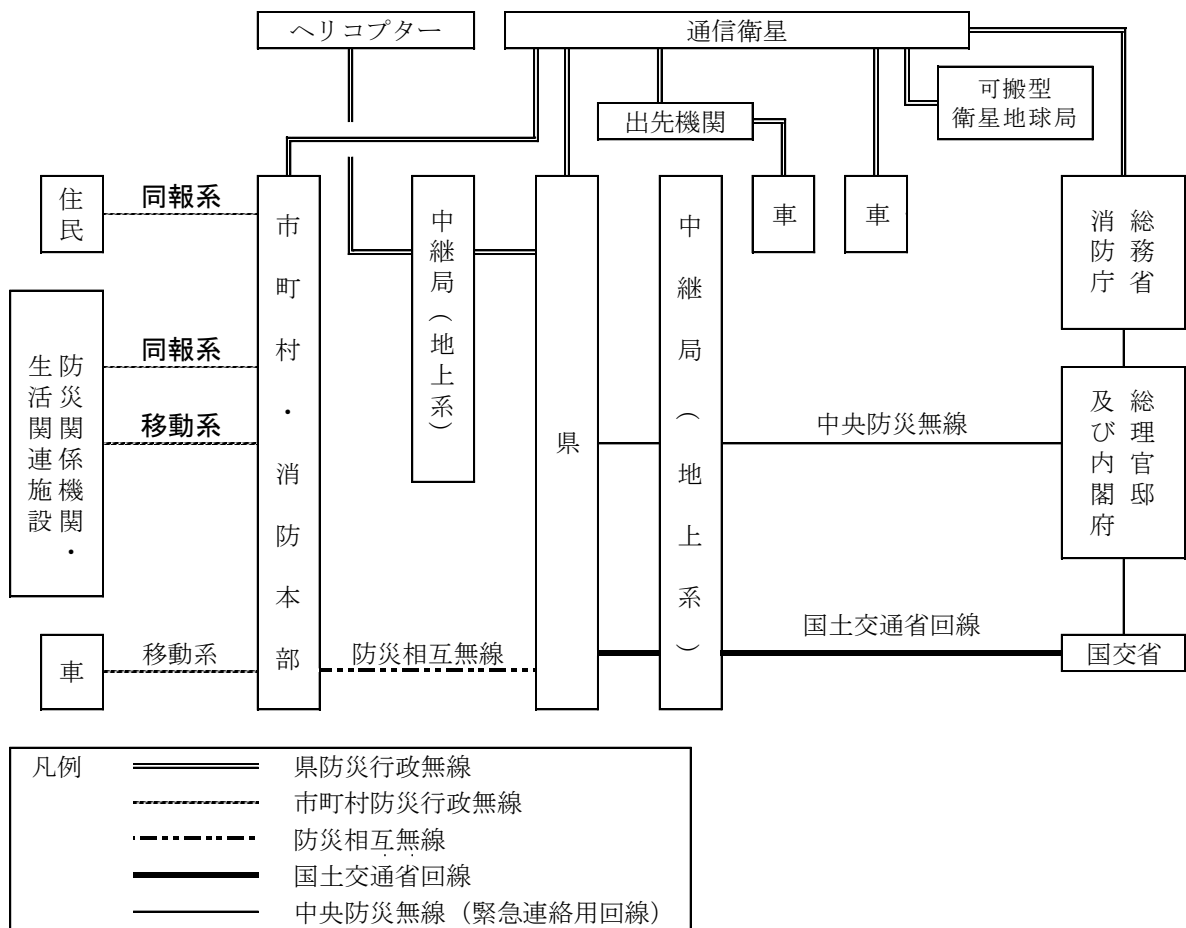 ヘリコプター
通信衛星
可搬型
衛星地球局
出先機関
住民
同報系
市町村・消防本部
中継局(地上系)
県
中継局(地上系)
車
車
総務省
消防庁
防災関係機関・
生活関連施設
同報系
移動系
中央防災無線
総理官邸
及び内閣府
車
移動系
防災相互無線
国土交通省回線
国交省
凡例
県防災行政無線
市町村防災行政無線
防災相互無線
国土交通省回線
中央防災無線（緊急連絡用回線）